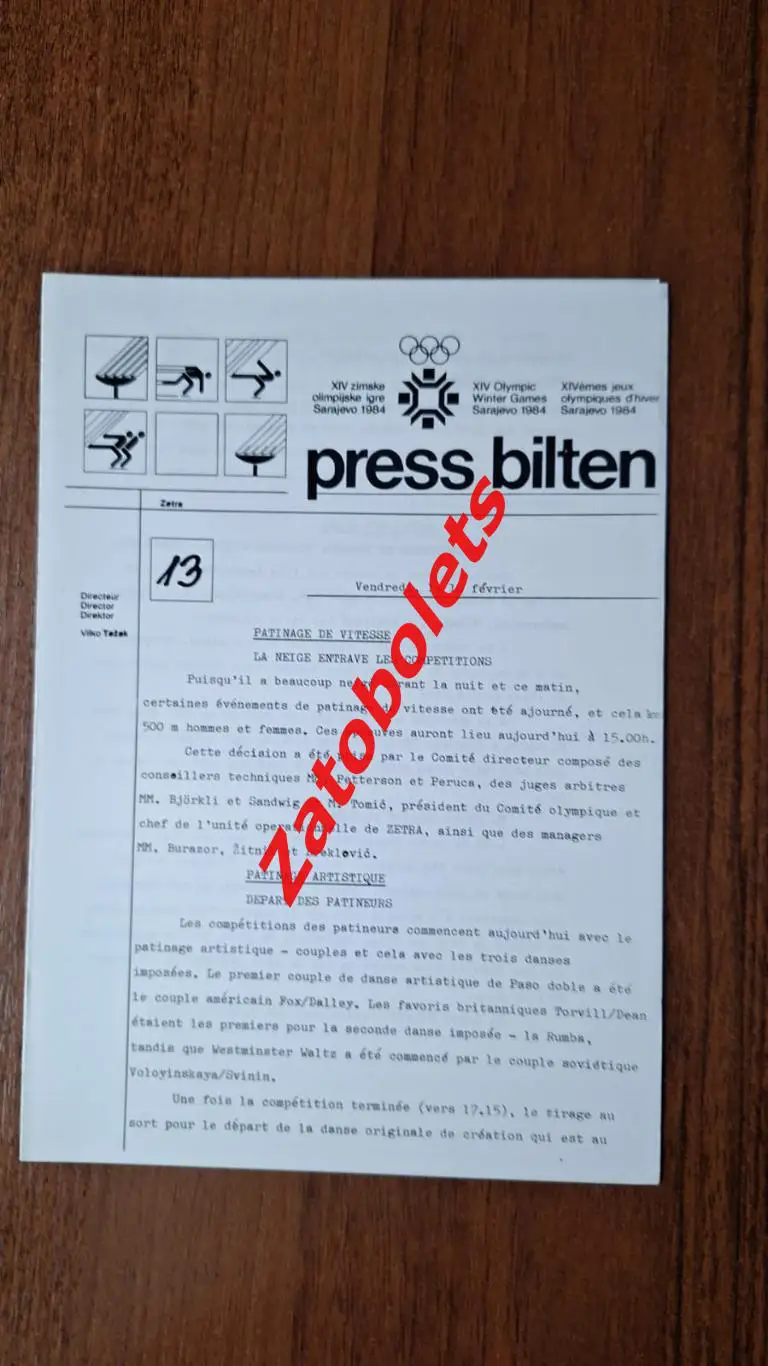 XIV zimske
olimpijske igre
Sarajevo 1984
XIV Olympic
Winter Games
Sarajevo 1984
XIVèmes jeux
olympiques d'hiver
Sarajevo 1984
press bilten
Zetra
13
Directeur
Director
Direktor
Vilko Težak
février
PATINAGE DE VITESSE
LA NEIGE ENTRAVE LES COMPETITIONS
Puisqu'il a beaucoup la nuit et ce matin,
certaines événements de patinage de vitesse ont été ajourné, et cela
500 m hommes et femmes. Ces auront lieu aujourd'hui à 15.00h.
Cette décision a été par le Comité directeur composé des
conseillers techniques Petterson et Peruca, des juges arbitres
MM. Björkli et Sandwig M. Tomić, président du Comité olympique et
chef de l'unité de ZETRA, ainsi que des managers
MM. Burazor,
PATINAGE ARTISTIQUE
DEPART DES PATINEURS
Les compétitions des patineurs commencent aujourd'hui avec le
patinage artistique - couples et cela avec les trois danses
imposées. Le premier couple de danse artistique de Paso doble a été
le couple américain Fox/Dalley. Les favoris britanniques Torvill/Dean
étaient les premiers pour la seconde danse imposée - la Rumba,
tandis que Westminster Waltz a été commencé par le couple soviétique
Voloyinskaya/Svinin.
Une fois la compétition terminée (vers 17.15), le tirage au
sort pour le départ de la danse originale de création qui est au
Zatobolets